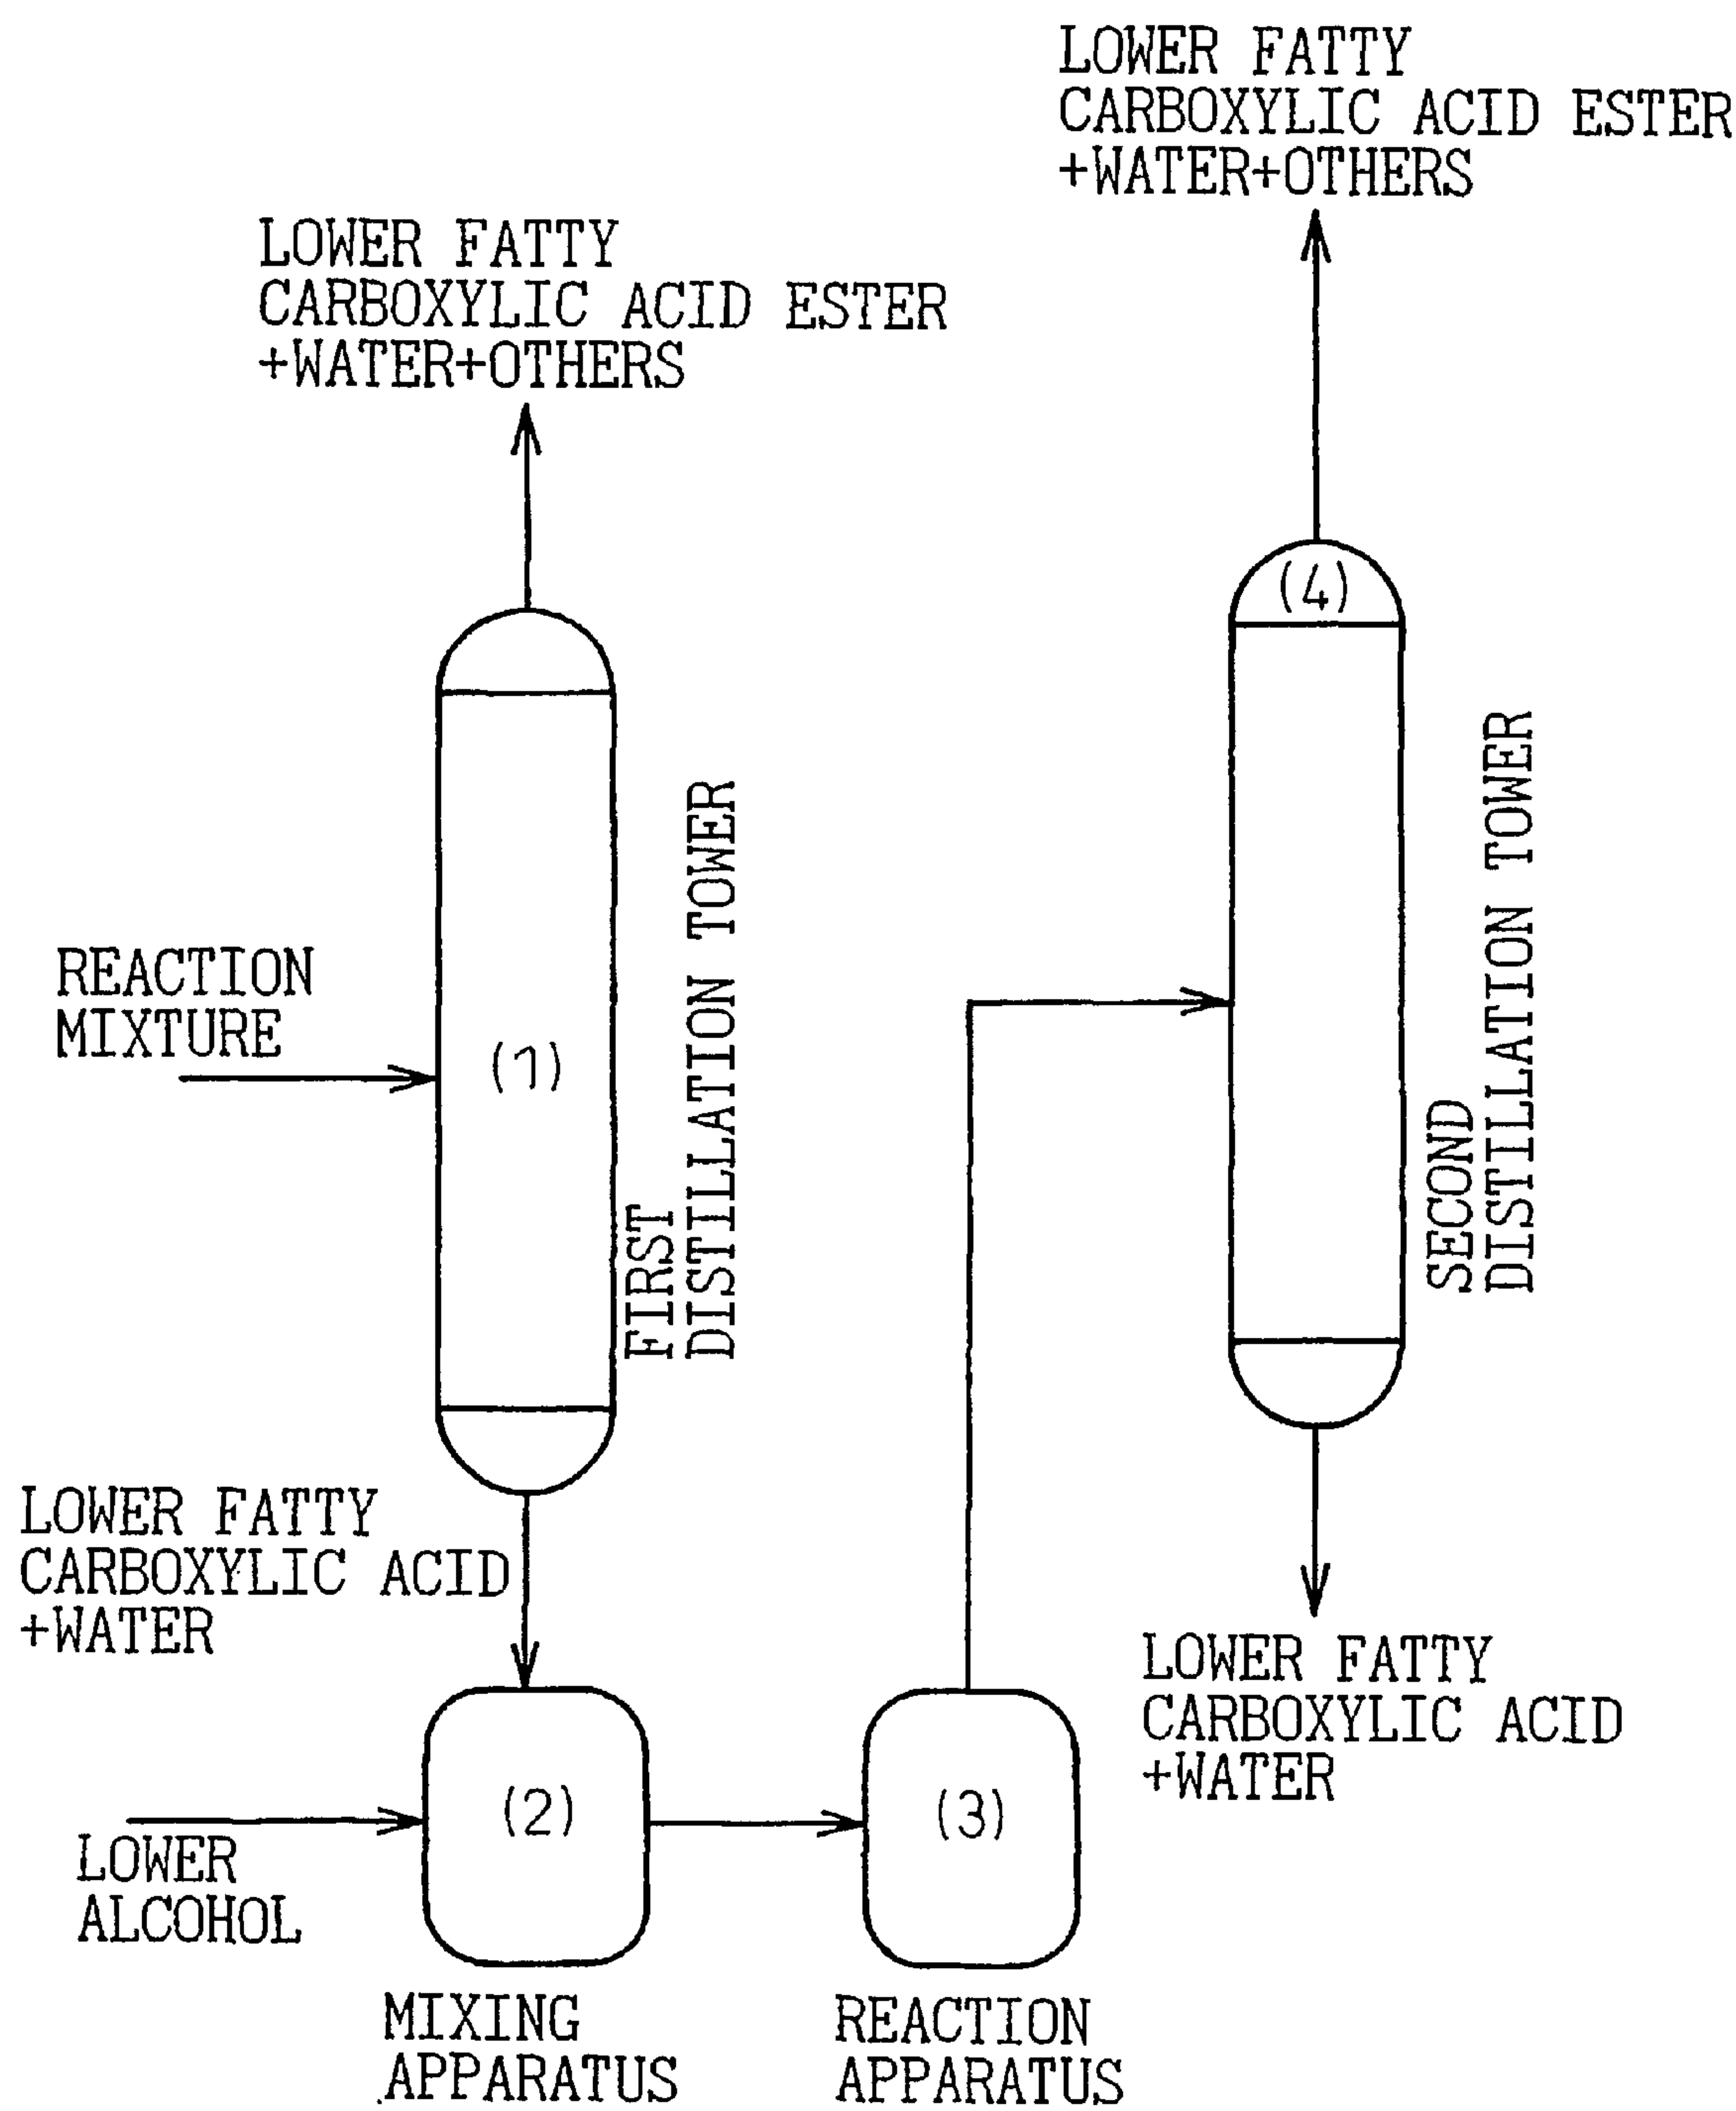 LOWER FATTY
CARBOXYLIC ACID ESTER
+WATER+OTHERS
LOWER FATTY
CARBOXYLIC ACID ESTER
+WATER+OTHERS
(4)
REACTION
MIXTURE
(1)
FIRST
DISTILLATION TOWER
SECOND
DISTILLATION TOWER
LOWER FATTY
CARBOXYLIC ACID
+WATER
LOWER FATTY
CARBOXYLIC ACID
+WATER
(2)
(3)
LOWER
ALCOHOL
MIXING
APPARATUS
REACTION
APPARATUS